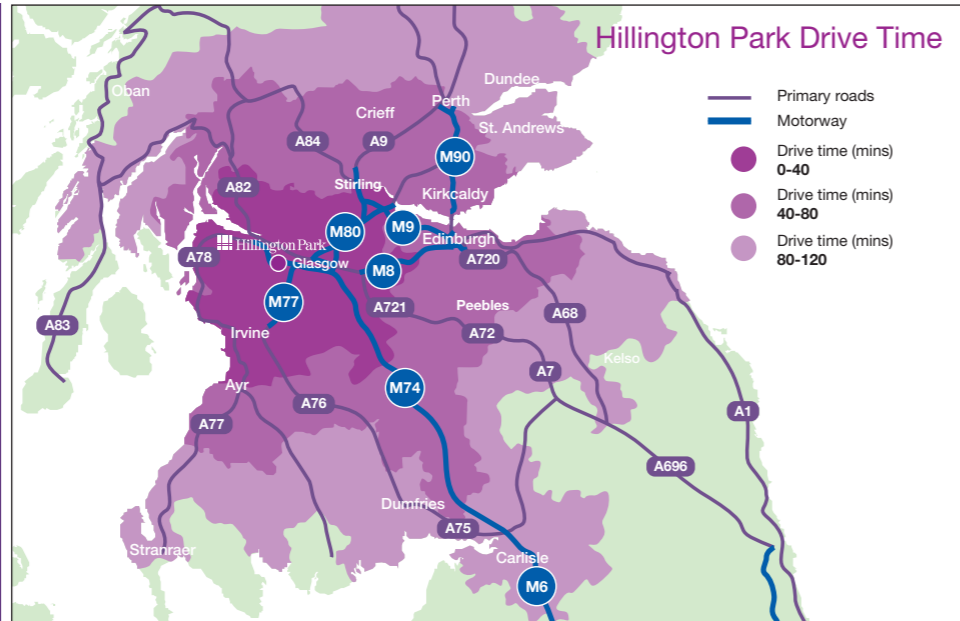 Hillington Park Drive Time
Primary roads
Motorway
Drive time (mins)
0-40
Drive time (mins)
40-80
Drive time (mins)
80-120
Oban
Dundee
Crieff
Perth
St. Andrews
A84
A9
M90
A82
Stirling
Kirkcaldy
M80
M9
Hillington Park
Edinburgh
A78
Glasgow
M8
A720
M77
A721
Peebles
A68
A83
Irvine
A72
Kelso
A7
Ayr
M74
A76
A1
A77
A696
Dumfries
A75
Stranraer
Carlisle
M6